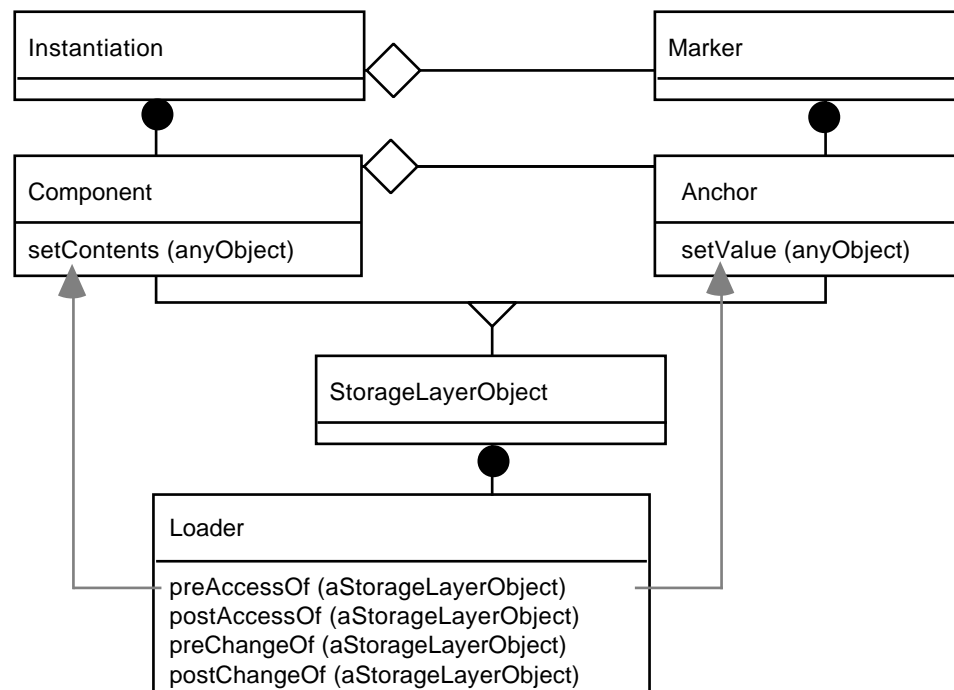 Instantiation
Marker
Component
Anchor
setContents (anyObject)
setValue (anyObject)
StorageLayerObject
Loader
preAccessOf (aStorageLayerObject)
postAccessOf (aStorageLayerObject)
preChangeOf (aStorageLayerObject)
postChangeOf (aStorageLayerObject)